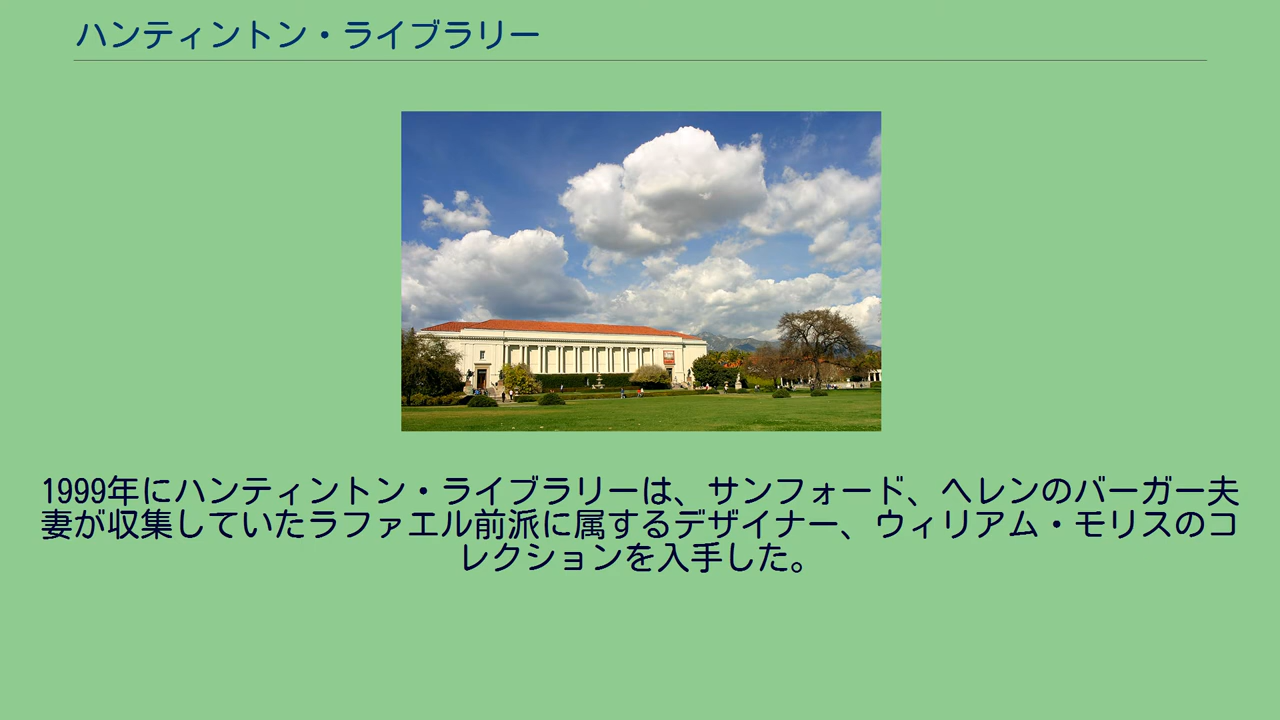 ハンティントン・ライブラリー
1999年にハンティントン・ライブラリーは、サンフォード、ヘレンのバーガー夫
妻が収集していたラファエル前派に属するデザイナー、ウィリアム・モリスのコ
レクションを入手した。